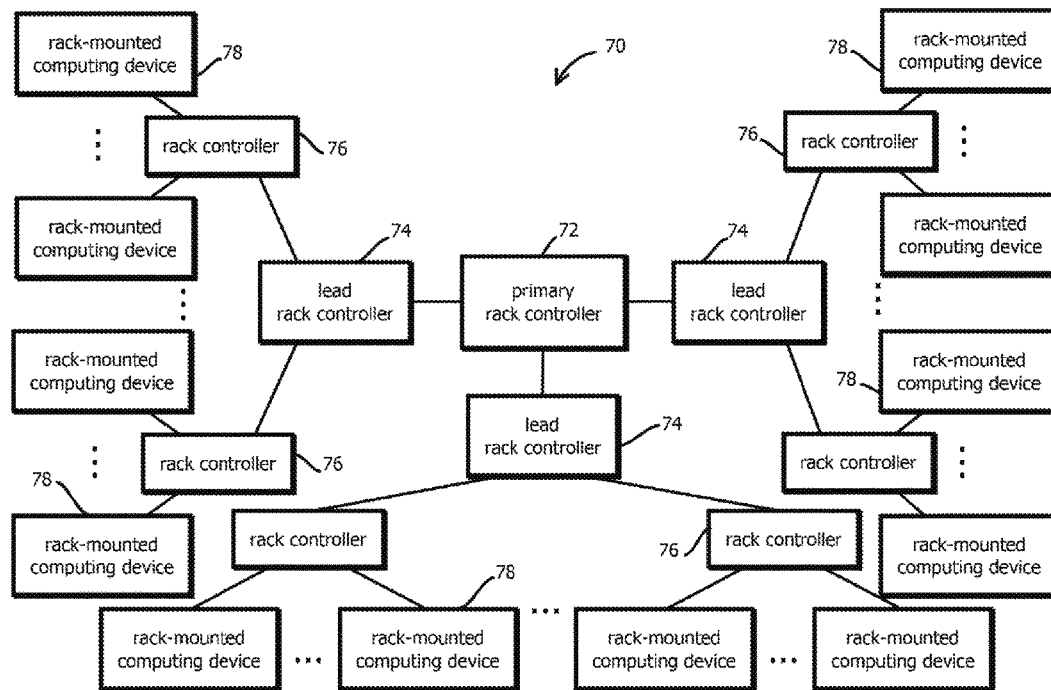 rack-mounted
computing device
78
70
78
rack-mounted
computing device
rack controller
76
76
rack controller
rack-mounted
computing device
rack-mounted
computing device
74
72
74
lead
rack controller
primary
rack controller
lead
rack controller
rack-mounted
computing device
rack-mounted
computing device
78
lead
rack controller
74
rack controller
76
rack controller
78
rack-mounted
computing device
rack controller
76
rack controller
rack-mounted
computing device
78
rack-mounted
computing device
rack-mounted
computing device
rack-mounted
computing device
rack-mounted
computing device